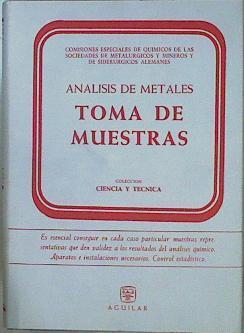 COMISIONES ESPECIALES DE QUIMICOS DE LAS
SOCIEDADES DE METALURGICOS Y MINEROS Y
DE SIDERURGICOS ALEMANES
ANALISIS DE METALES
TOMA DE
MUESTRAS
COLECCION
CIENCIA Y TECNICA
Es esencial conseguir en cada caso particular muestras repre-
sentativas que den validez a los resultados del análisis químico.
Aparatos e instalaciones necesarios. Control estadístico.
AGUILAR